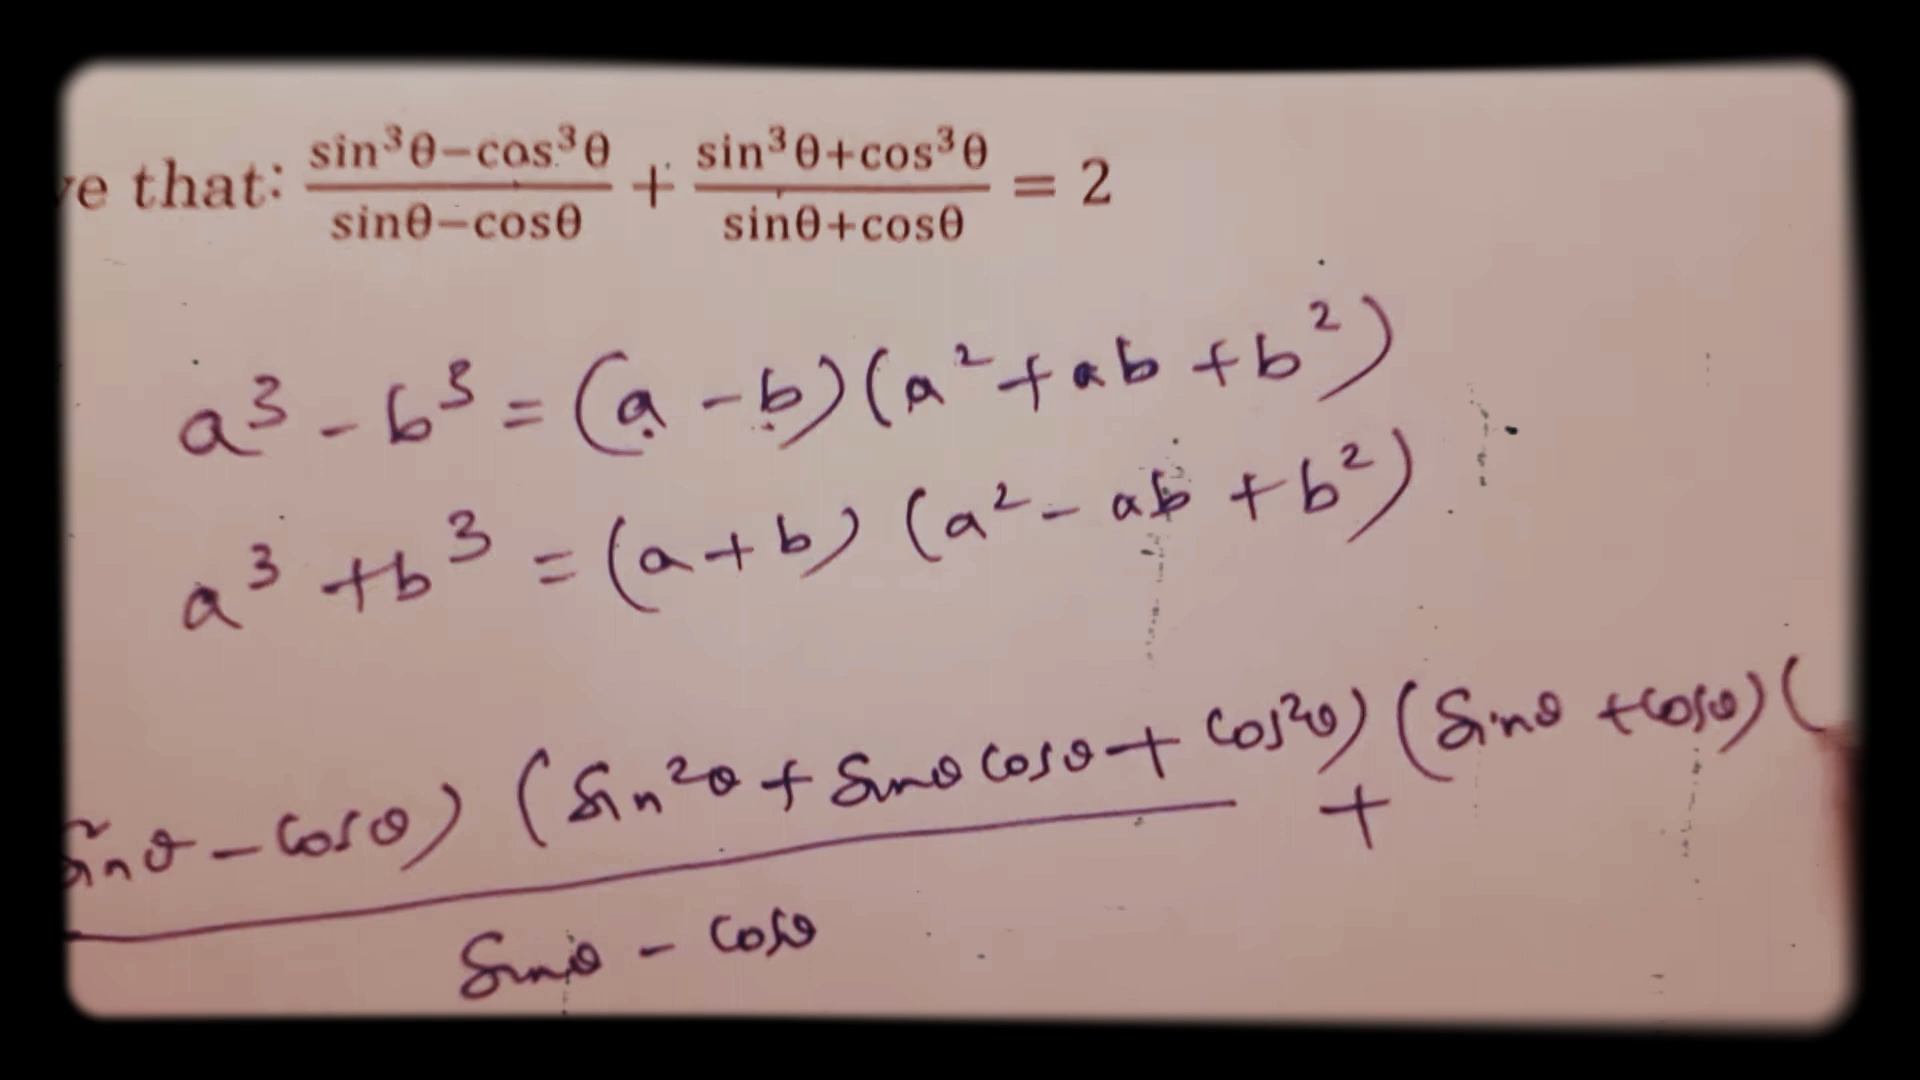 ve that: sin³θ−cos³θ/sinθ−cosθ + sin³θ+cos³θ/sinθ+cosθ = 2
a³ - b³ = (a - b)(a² + ab + b²)
a³ + b³ = (a + b) (a² - ab + b²)
sinθ - cosθ) (sin²θ + sinθ cosθ + cos²θ) + (sinθ + cosθ)(
sinθ - cosθ